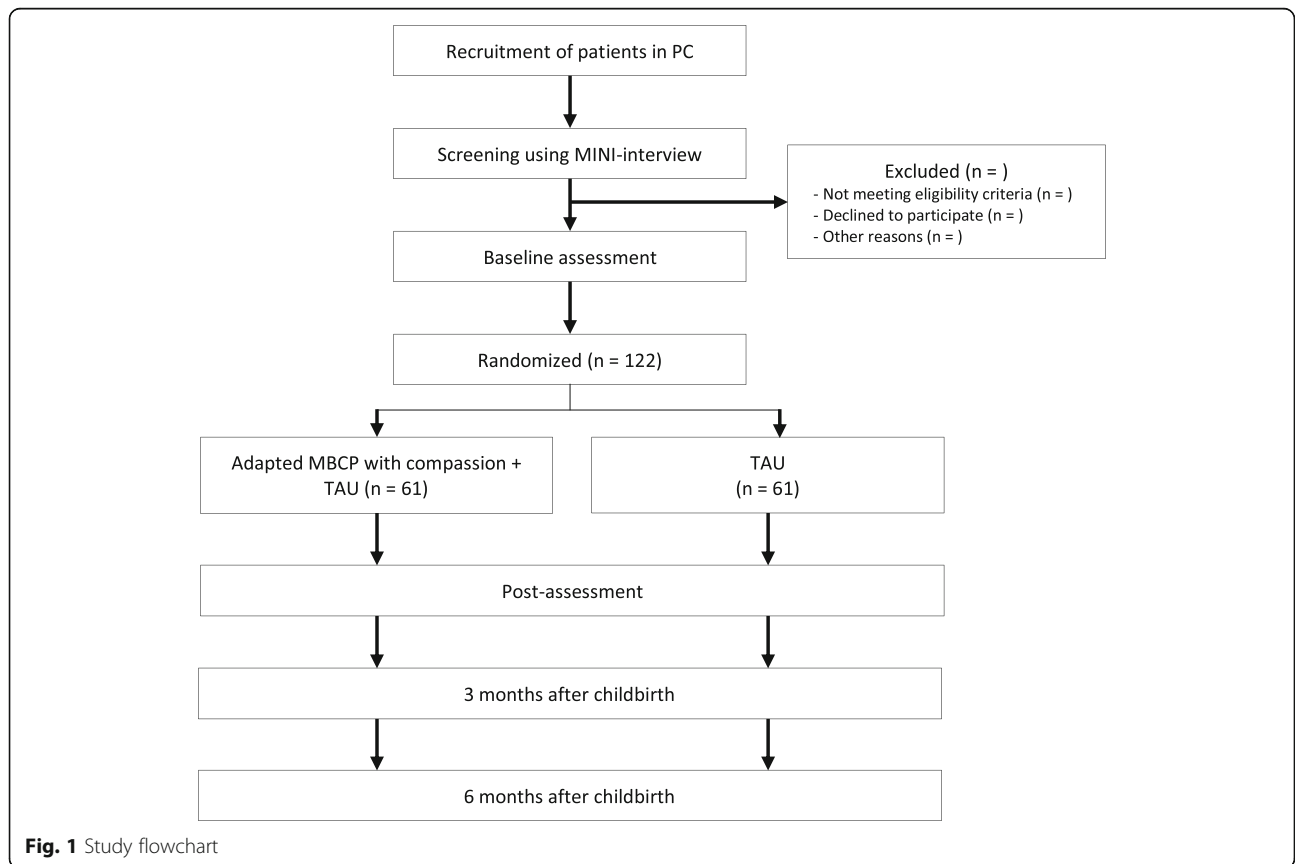 Recruitment of patients in PC
Screening using MINI-interview
Excluded (n = )
- Not meeting eligibility criteria (n = )
- Declined to participate (n = )
- Other reasons (n = )
Baseline assessment
Randomized (n = 122)
Adapted MBCP with compassion +
TAU (n = 61)
TAU
(n = 61)
Post-assessment
3 months after childbirth
6 months after childbirth
Fig. 1 Study flowchart